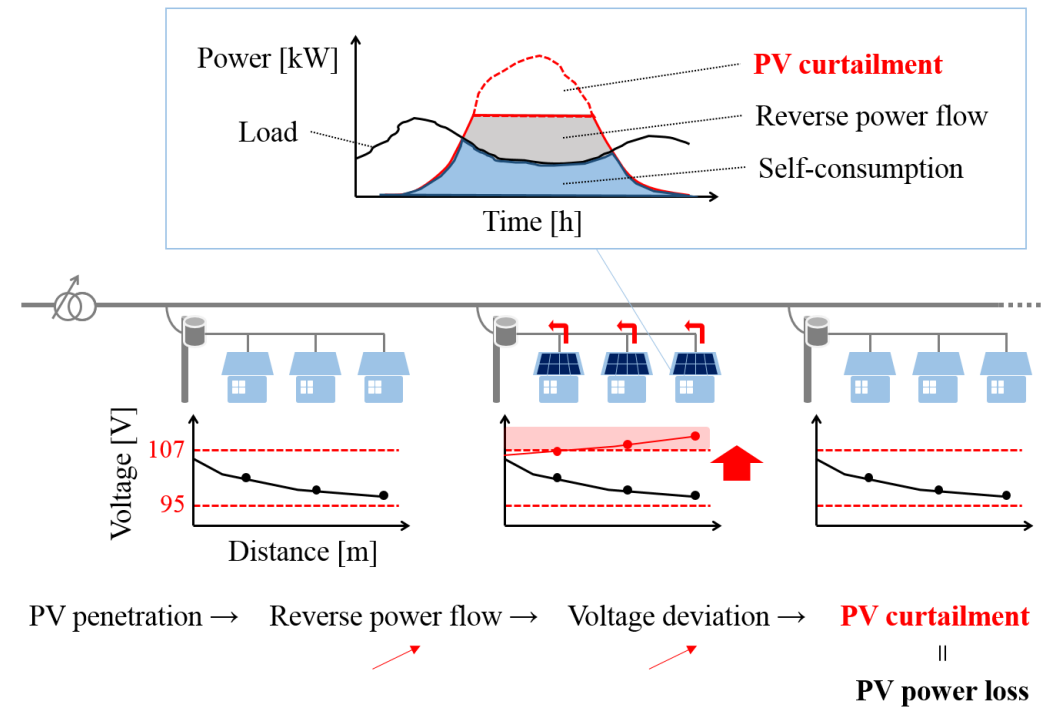 Power [kW]
PV curtailment
Reverse power flow
Load
Self-consumption
Time [h]
Voltage [V]
107
95
Distance [m]
PV penetration → Reverse power flow → Voltage deviation → PV curtailment
=
PV power loss